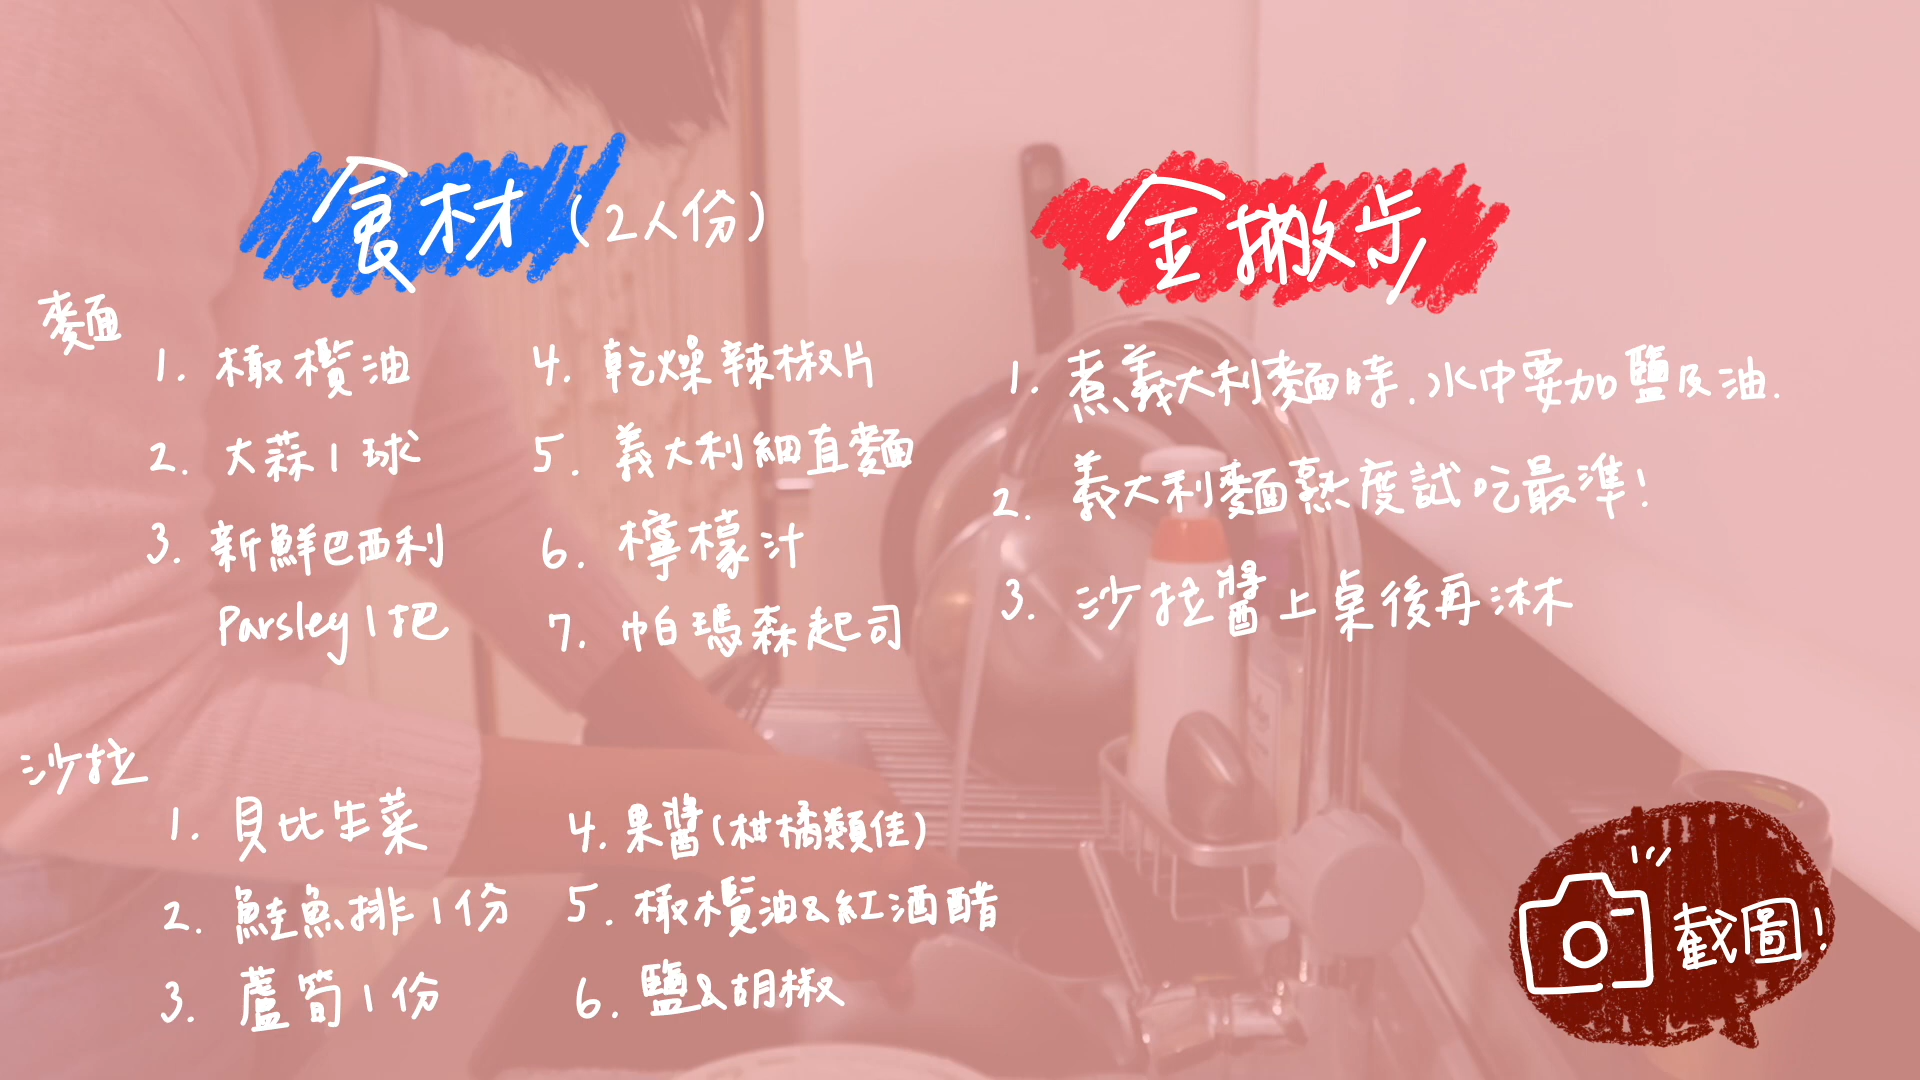 食材（2人份）
麵
1. 橄欖油
2. 大蒜1球
3. 新鮮巴西利
Parsley 1把
4. 乾燥辣椒片
5. 義大利細直麵
6. 檸檬汁
7. 帕瑪森起司
沙拉
1. 貝比生菜
2. 鮭魚排1份
3. 蘆筍1份
4. 果醬(柑橘類佳)
5. 橄欖油&紅酒醋
6. 鹽&胡椒
金撇步
1. 煮義大利麵時.水中要加鹽及油.
2. 義大利麵熟度試吃最準!
3. 沙拉醬上桌後再淋
截圖!